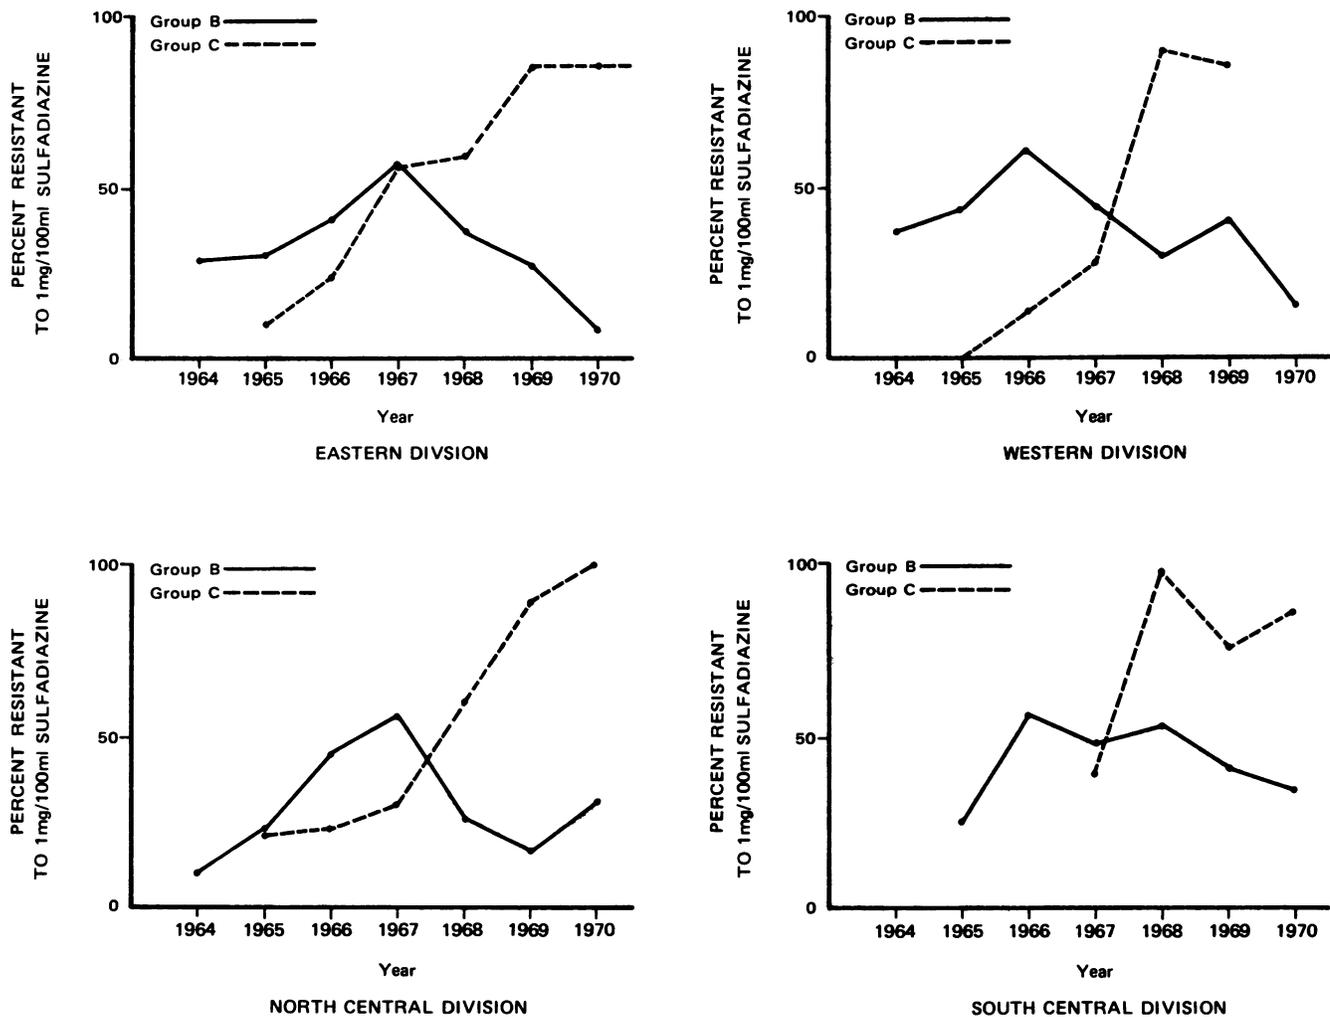 100
Group B
Group C
PERCENT RESISTANT
TO 1mg/100ml SULFADIAZINE
50
0
1964 1965 1966 1967 1968 1969 1970
Year
EASTERN DIVSION
100
Group B
Group C
PERCENT RESISTANT
TO 1mg/100ml SULFADIAZINE
50
0
1964 1965 1966 1967 1968 1969 1970
Year
WESTERN DIVISION
100
Group B
Group C
PERCENT RESISTANT
TO 1mg/100ml SULFADIAZINE
50
0
1964 1965 1966 1967 1968 1969 1970
Year
NORTH CENTRAL DIVISION
100
Group B
Group C
PERCENT RESISTANT
TO 1mg/100ml SULFADIAZINE
50
0
1964 1965 1966 1967 1968 1969 1970
Year
SOUTH CENTRAL DIVISION